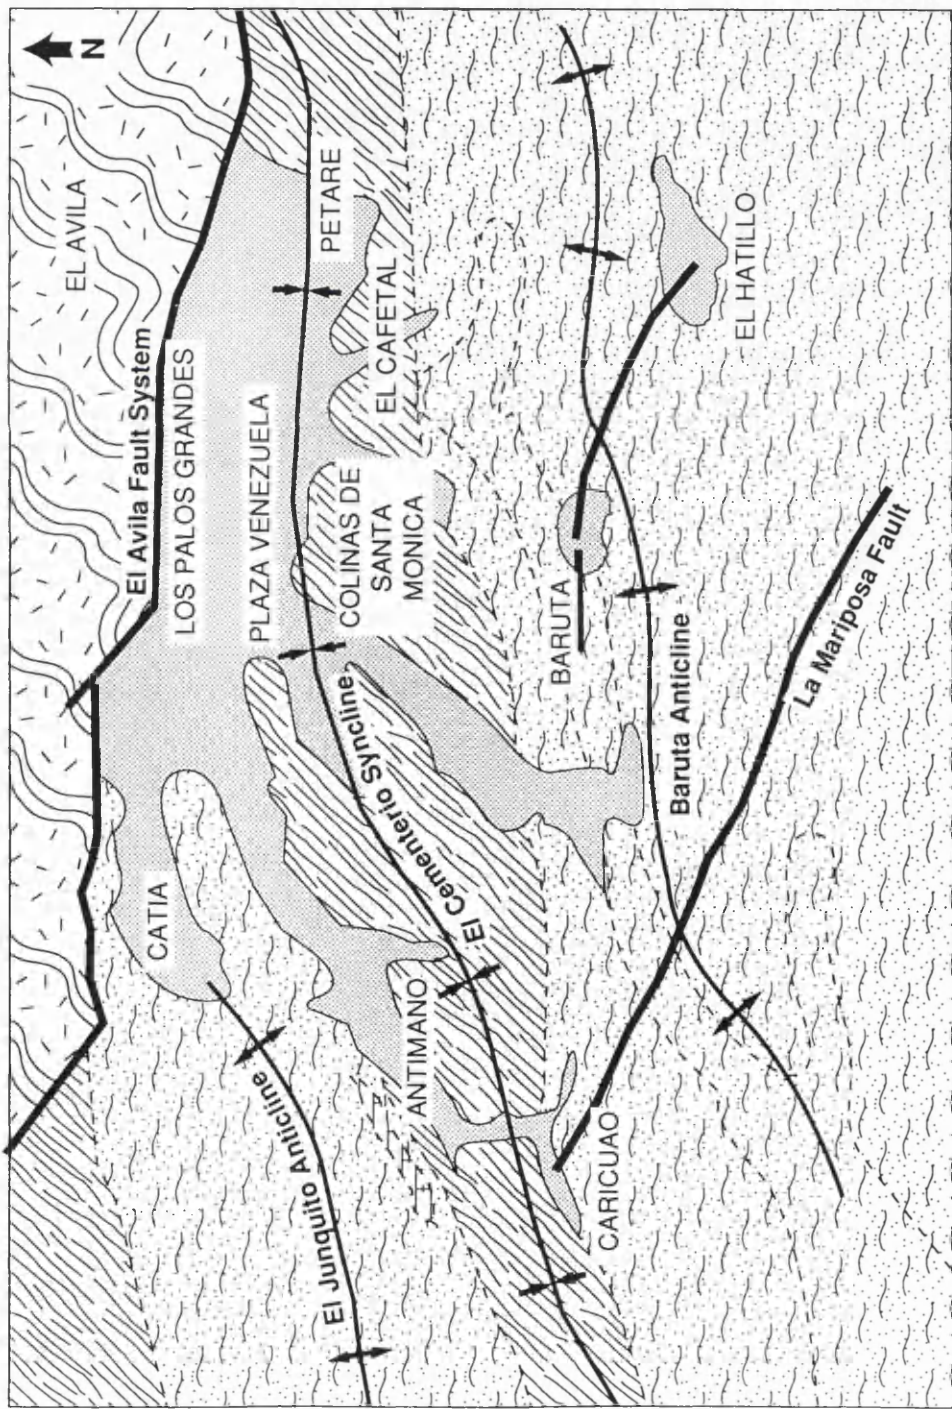 N
EL AVILA
El Avila Fault System
LOS PALOS GRANDES
PLAZA VENEZUELA
PETARE
CATIA
COLINAS DE
SANTA
MONICA
EL CAFETAL
El Junquito Anticline
ANTIMANO
El Cementerio Syncline
BARUTA
EL HATILLO
CARICUAO
Baruta Anticline
La Mariposa Fault